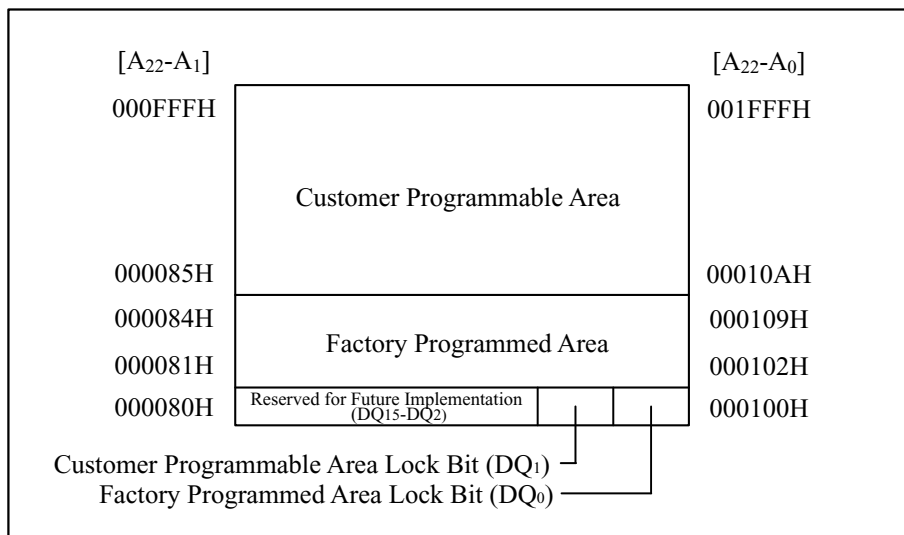 [A22-A1] [A22-A0]
000FFFH 001FFFH
Customer Programmable Area
000085H 00010AH
000084H 000109H
Factory Programmed Area
000081H 000102H
Reserved for Future Implementation
(DQ15-DQ2)
000080H 000100H
Customer Programmable Area Lock Bit (DQ1)
Factory Programmed Area Lock Bit (DQ0)